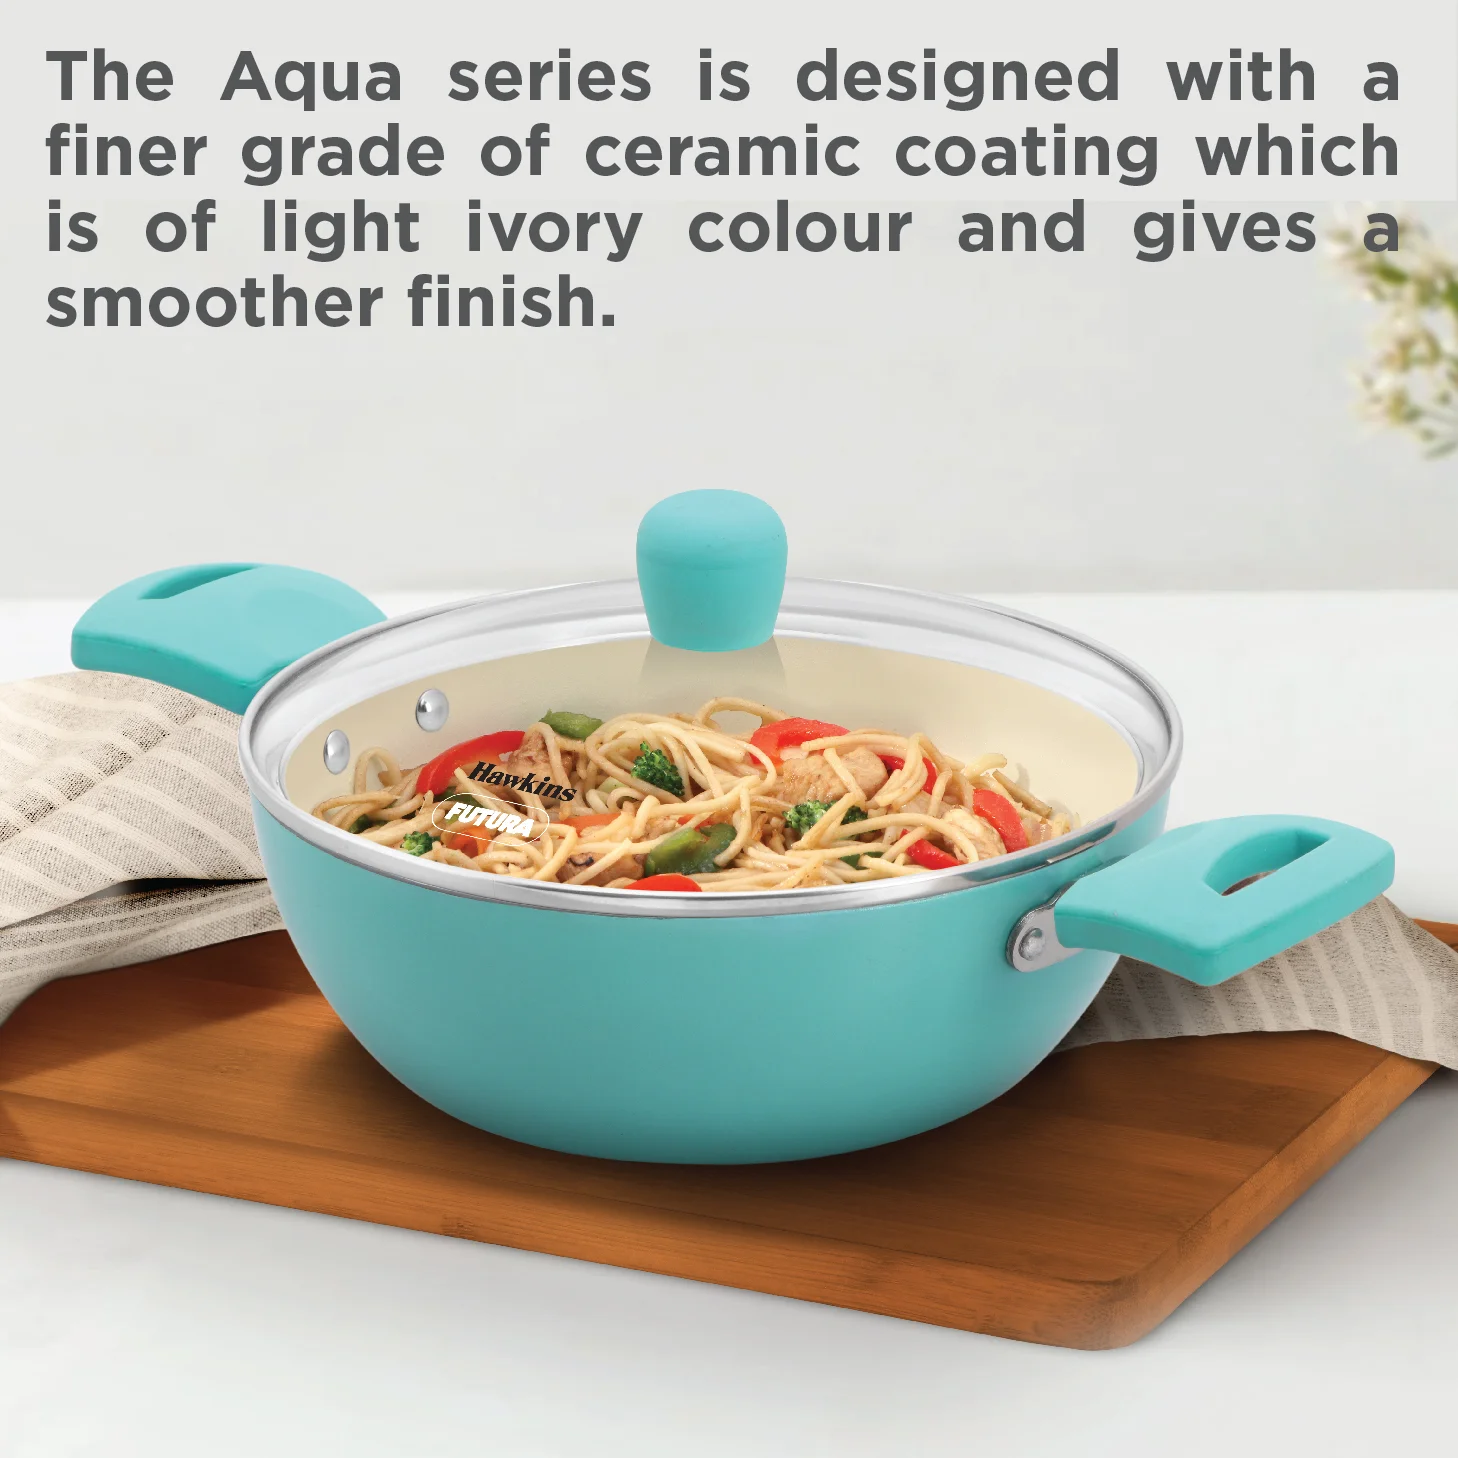 The Aqua series is designed with a
finer grade of ceramic coating which
is of light ivory colour and gives a
smoother finish.
Hawkins
FUTURA